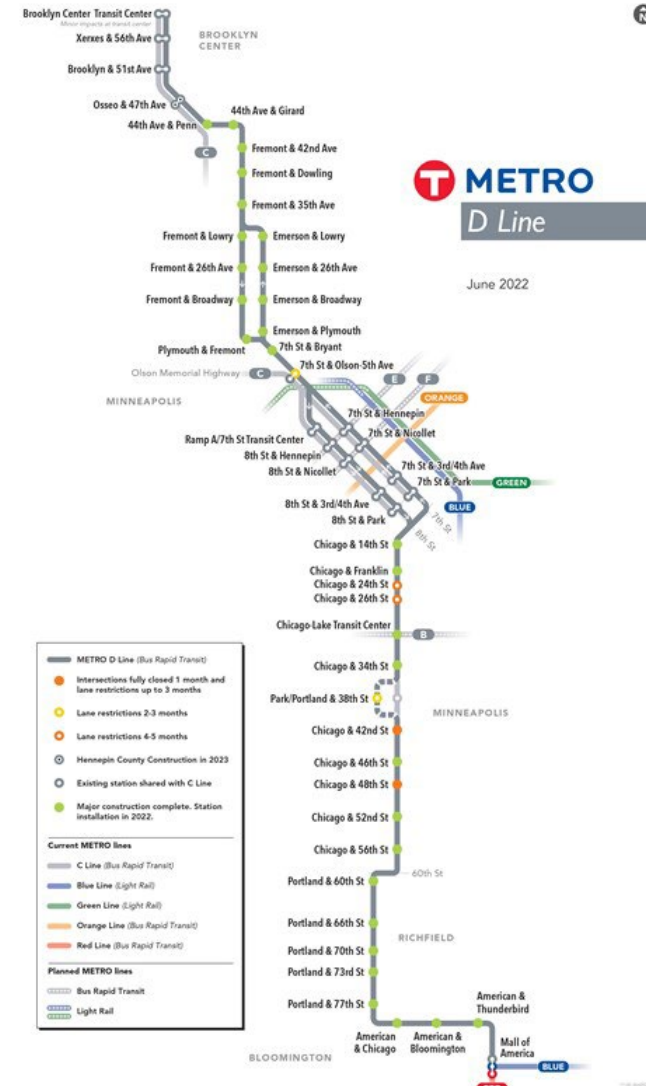 Brooklyn Center Transit Center
Minor impacts at transit center
Xerxes & 56th Ave
BROOKLYN
CENTER
Brooklyn & 51st Ave
Osseo & 47th Ave
44th Ave & Girard
44th Ave & Penn
C
Fremont & 42nd Ave
Fremont & Dowling
Fremont & 35th Ave
T METRO
D Line
June 2022
Fremont & Lowry
Emerson & Lowry
Fremont & 26th Ave
Emerson & 26th Ave
Fremont & Broadway
Emerson & Broadway
Emerson & Plymouth
Plymouth & Fremont
7th St & Bryant
7th St & Olson-5th Ave
Olson Memorial Highway
C
E
F
MINNEAPOLIS
ORANGE
7th St & Hennepin
7th St & Nicollet
Ramp A/7th St Transit Center
8th St & Hennepin
8th St & Nicollet
7th St & 3rd/4th Ave
7th St & Park
GREEN
8th St & 3rd/4th Ave
8th St & Park
BLUE
7th St
8th St
Chicago & 14th St
Chicago & Franklin
Chicago & 24th St
Chicago & 26th St
Chicago-Lake Transit Center
B
Chicago & 34th St
Park/Portland & 38th St
MINNEAPOLIS
Chicago & 42nd St
Chicago & 46th St
Chicago & 48th St
Chicago & 52nd St
Chicago & 56th St
60th St
Portland & 60th St
Portland & 66th St
RICHFIELD
Portland & 70th St
Portland & 73rd St
Portland & 77th St
American &
Thunderbird
American
& Chicago
American &
Bloomington
Mall of
America
BLOOMINGTON
BLUE
METRO D Line (Bus Rapid Transit)
Intersections fully closed 1 month and
lane restrictions up to 3 months
Lane restrictions 2-3 months
Lane restrictions 4-5 months
Hennepin County Construction in 2023
Existing station shared with C Line
Major construction complete. Station
installation in 2022.
Current METRO lines
C Line (Bus Rapid Transit)
Blue Line (Light Rail)
Green Line (Light Rail)
Orange Line (Bus Rapid Transit)
Red Line (Bus Rapid Transit)
Planned METRO lines
Bus Rapid Transit
Light Rail